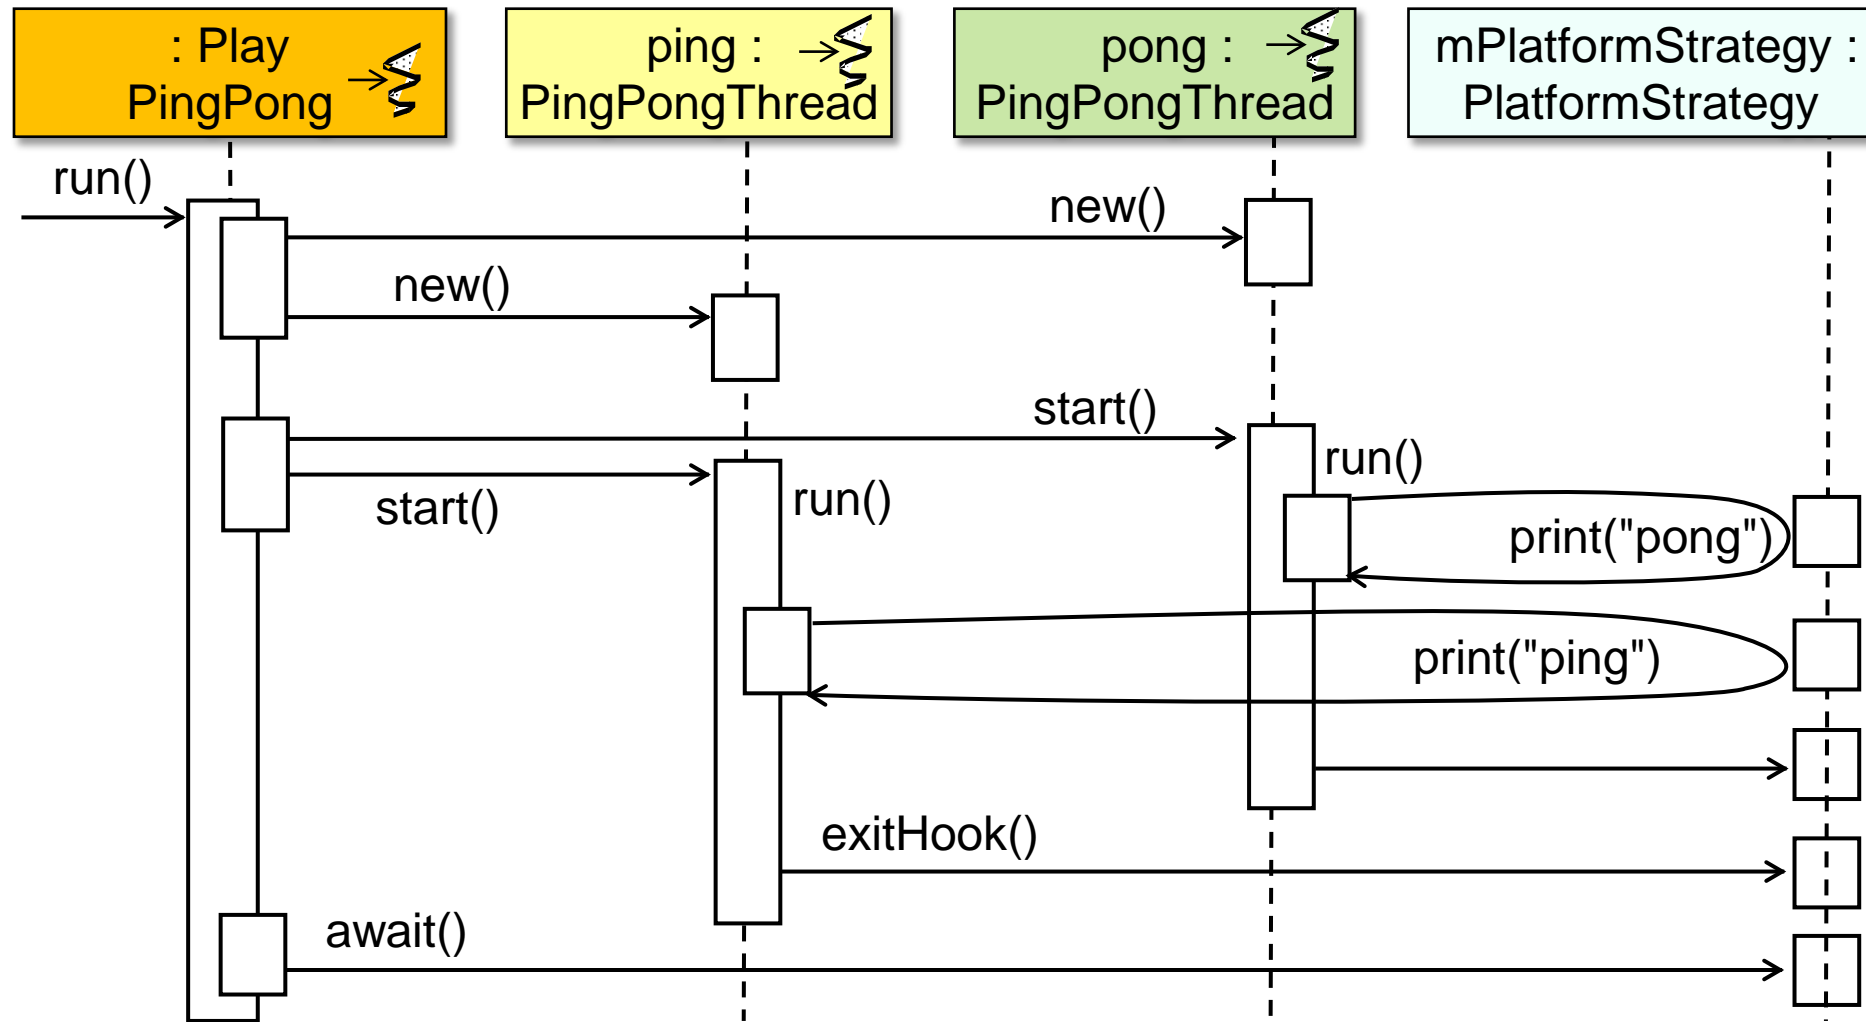 : Play
PingPong
ping :
PingPongThread
pong :
PingPongThread
mPlatformStrategy :
PlatformStrategy
run()
new()
new()
start()
start()
run()
run()
print("pong")
print("ping")
exitHook()
await()